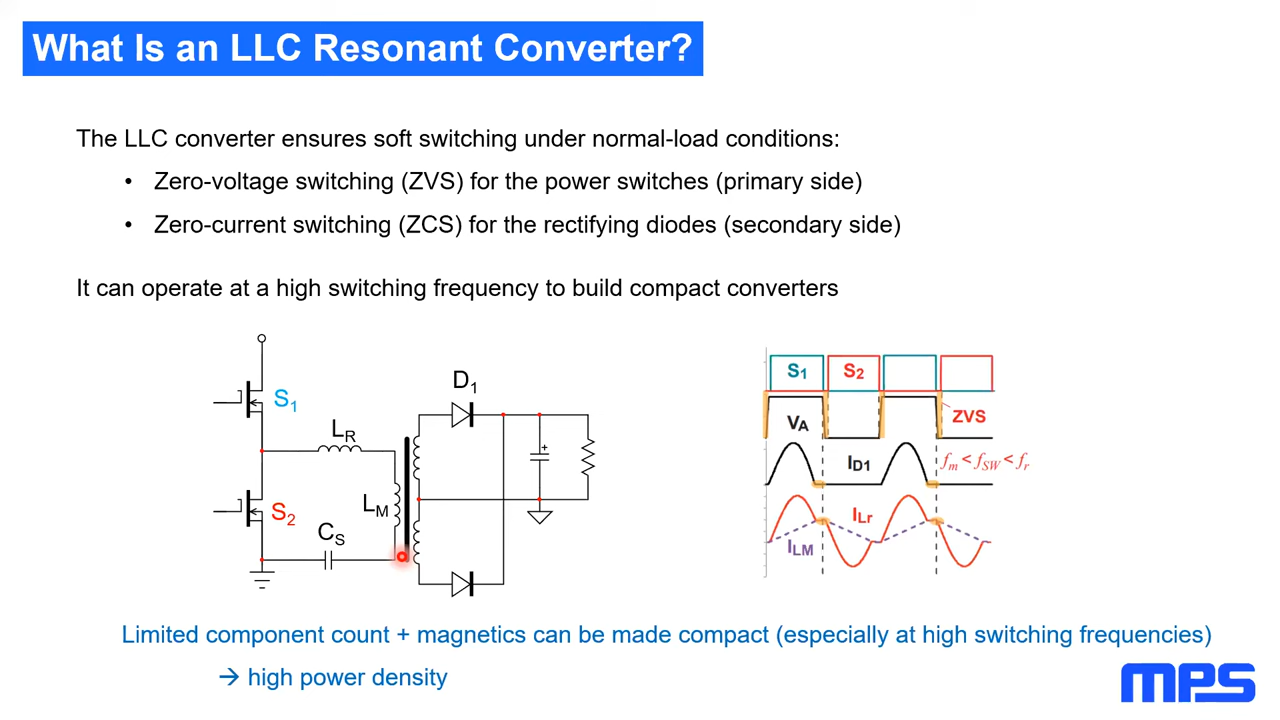 What Is an LLC Resonant Converter?
The LLC converter ensures soft switching under normal-load conditions:
• Zero-voltage switching (ZVS) for the power switches (primary side)
• Zero-current switching (ZCS) for the rectifying diodes (secondary side)
It can operate at a high switching frequency to build compact converters
D1
S1
LR
LM
S2
CS
+
S1 S2
VA
ZVS
ID1
fm < fSW < fr
ILr
ILM
Limited component count + magnetics can be made compact (especially at high switching frequencies)
→ high power density
mps